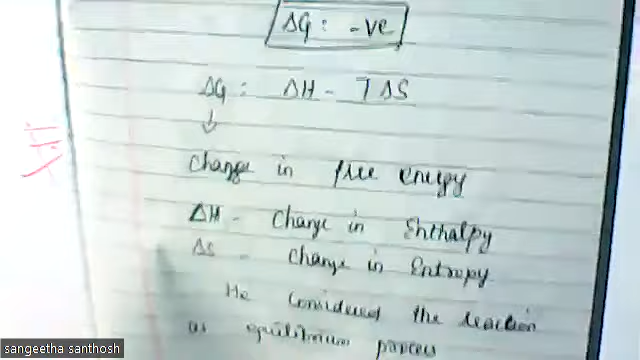 ΔG : -ve
ΔG : ΔH - TΔS
↓
Change in free energy
ΔH - Change in Enthalpy
ΔS - Change in Entropy
He considered the reaction
as equilibrium process
sangeetha santhosh